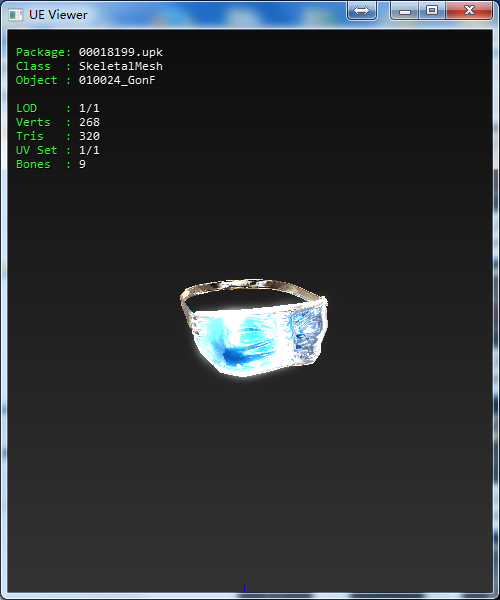 UE Viewer
Package: 00018199.upk
Class  : SkeletalMesh
Object : 010024_GonF
LOD    : 1/1
Verts  : 268
Tris   : 320
UV Set : 1/1
Bones  : 9